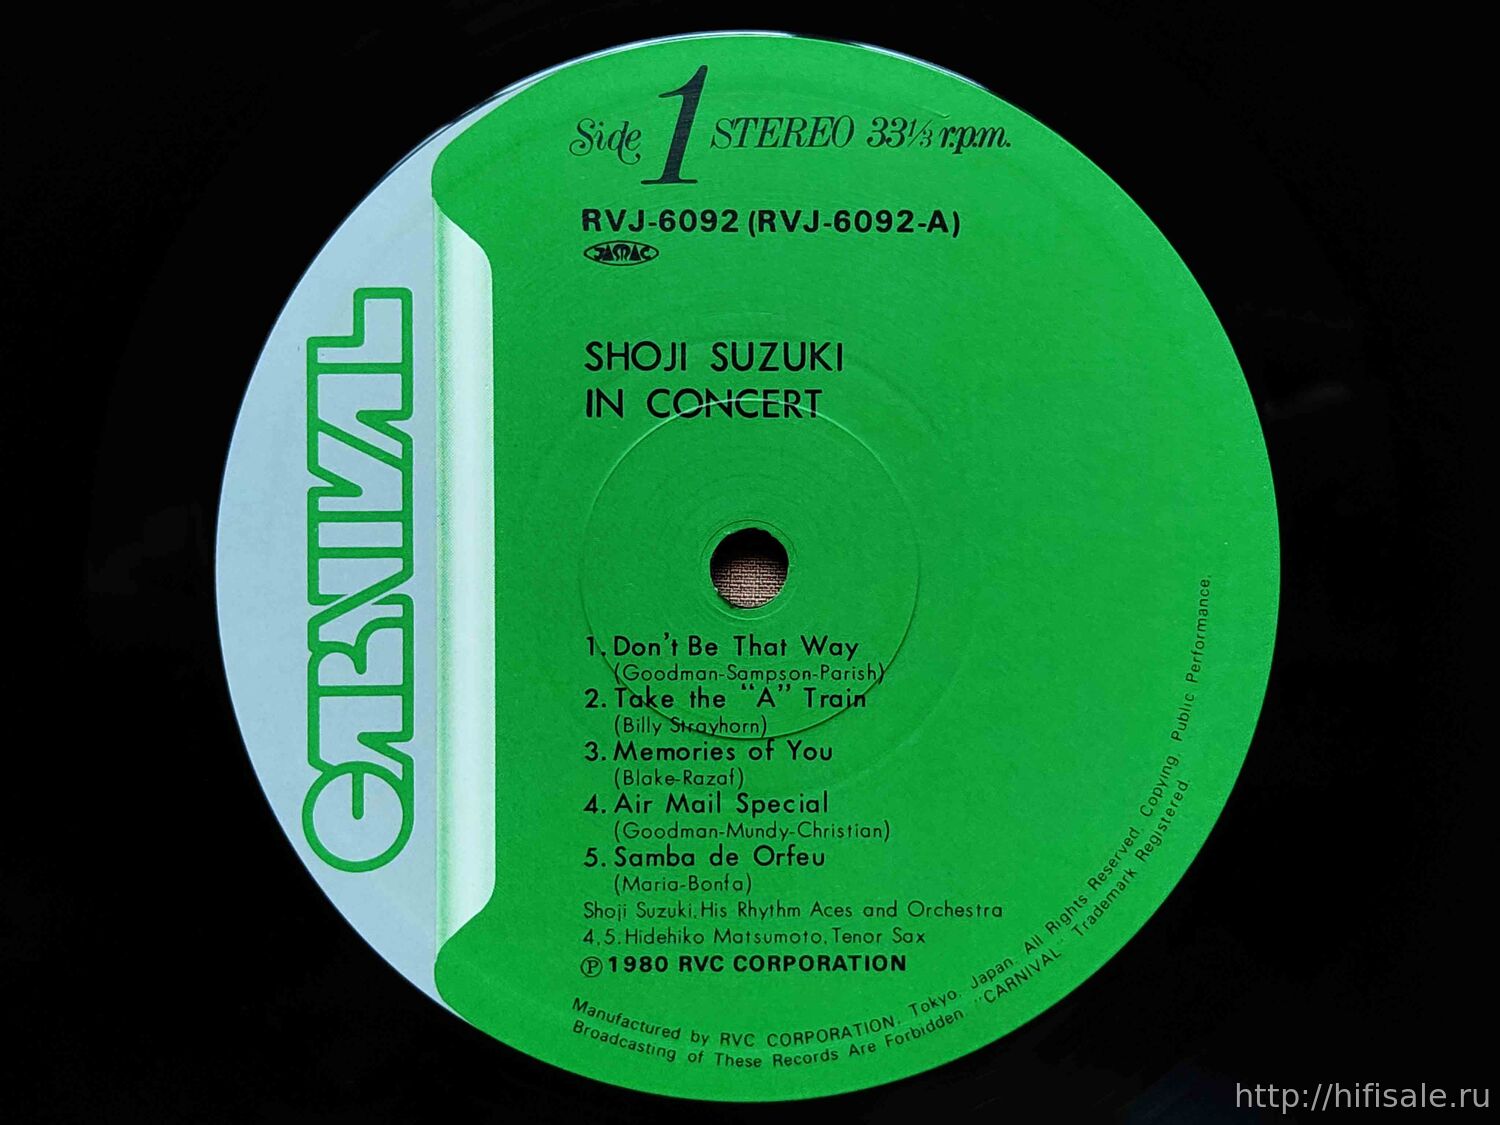 Side 1 STEREO 33⅓ r.p.m.
RVJ-6092 (RVJ-6092-A)
JASRAC
CARNIVAL
SHOJI SUZUKI
IN CONCERT
1. Don't Be That Way
(Goodman-Sampson-Parish)
2. Take the "A" Train
(Billy Strayhorn)
3. Memories of You
(Blake-Razaf)
4. Air Mail Special
(Goodman-Mundy-Christian)
5. Samba de Orfeu
(Maria-Bonfa)
Shoji Suzuki, His Rhythm Aces and Orchestra
4, 5. Hidehiko Matsumoto, Tenor Sax
Ⓟ 1980 RVC CORPORATION
Manufactured by RVC CORPORATION, Tokyo, Japan. All Rights Reserved. Copying, Public Performance,
Broadcasting of These Records Are Forbidden "CARNIVAL" Trademark Registered.
http://hifisale.ru